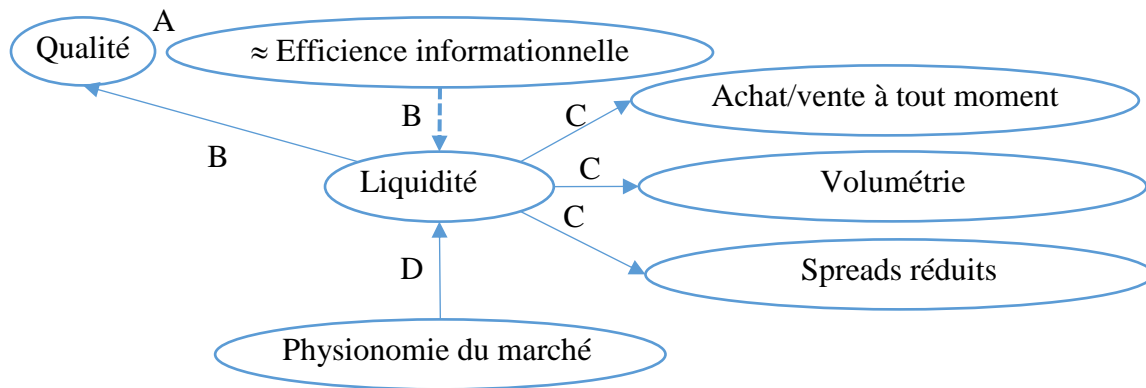 A
Qualité
≈ Efficience informationnelle
Achat/vente à tout moment
B
C
B
Liquidité
C
Volumétrie
C
D
Spreads réduits
Physionomie du marché